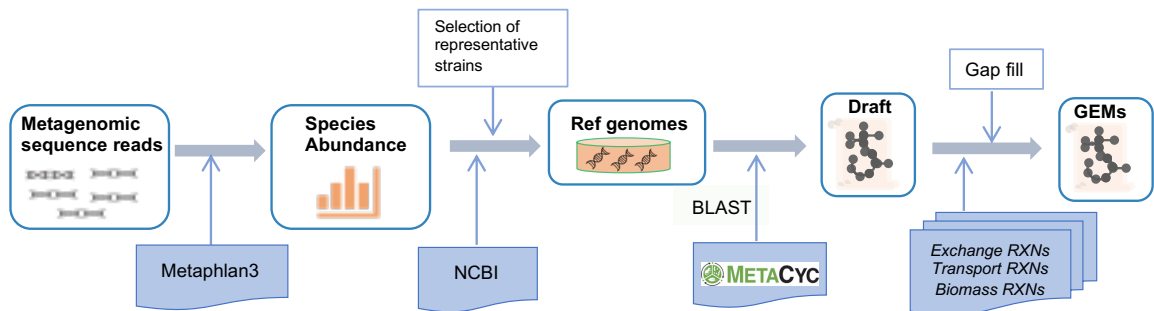 Selection of
representative
strains
Gap fill
Metagenomic
sequence reads
Species
Abundance
Ref genomes
Draft
GEMs
BLAST
Metaphlan3
NCBI
METACYC
Exchange RXNs
Transport RXNs
Biomass RXNs